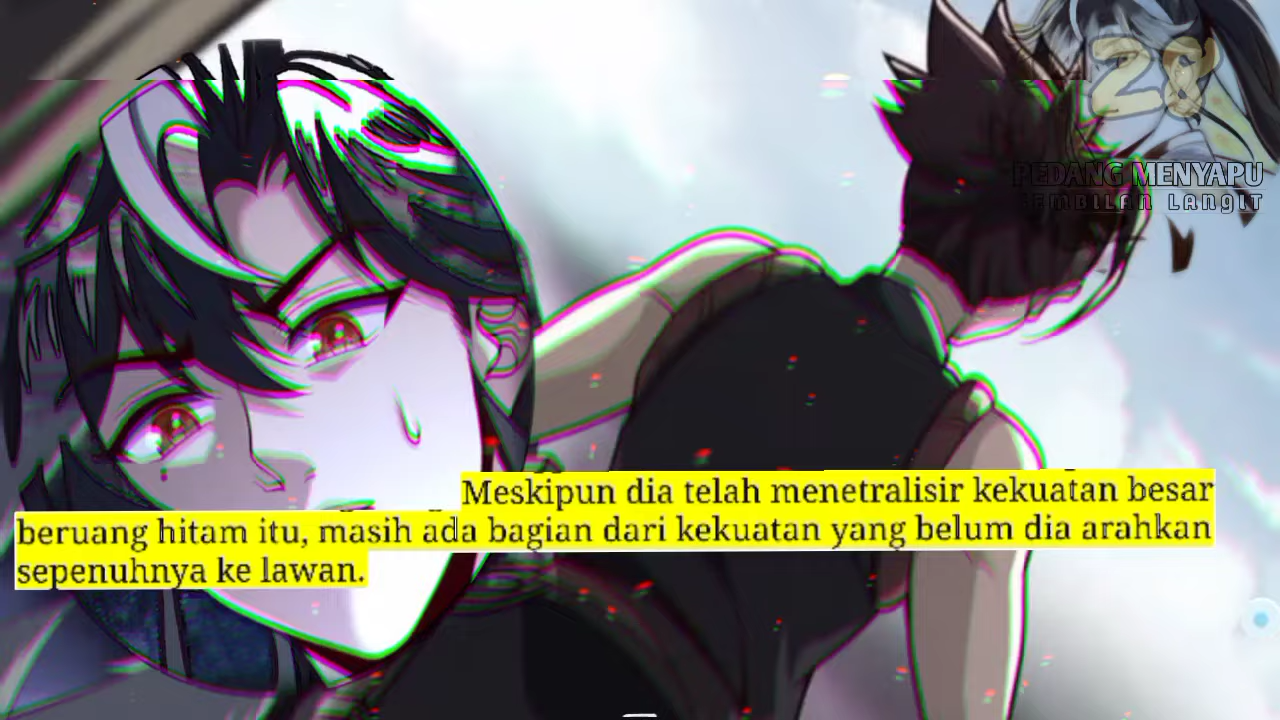 28
PEDANG MENYAPU
SEMBILAN LANGIT
Meskipun dia telah menetralisir kekuatan besar
beruang hitam itu, masih ada bagian dari kekuatan yang belum dia arahkan
sepenuhnya ke lawan.